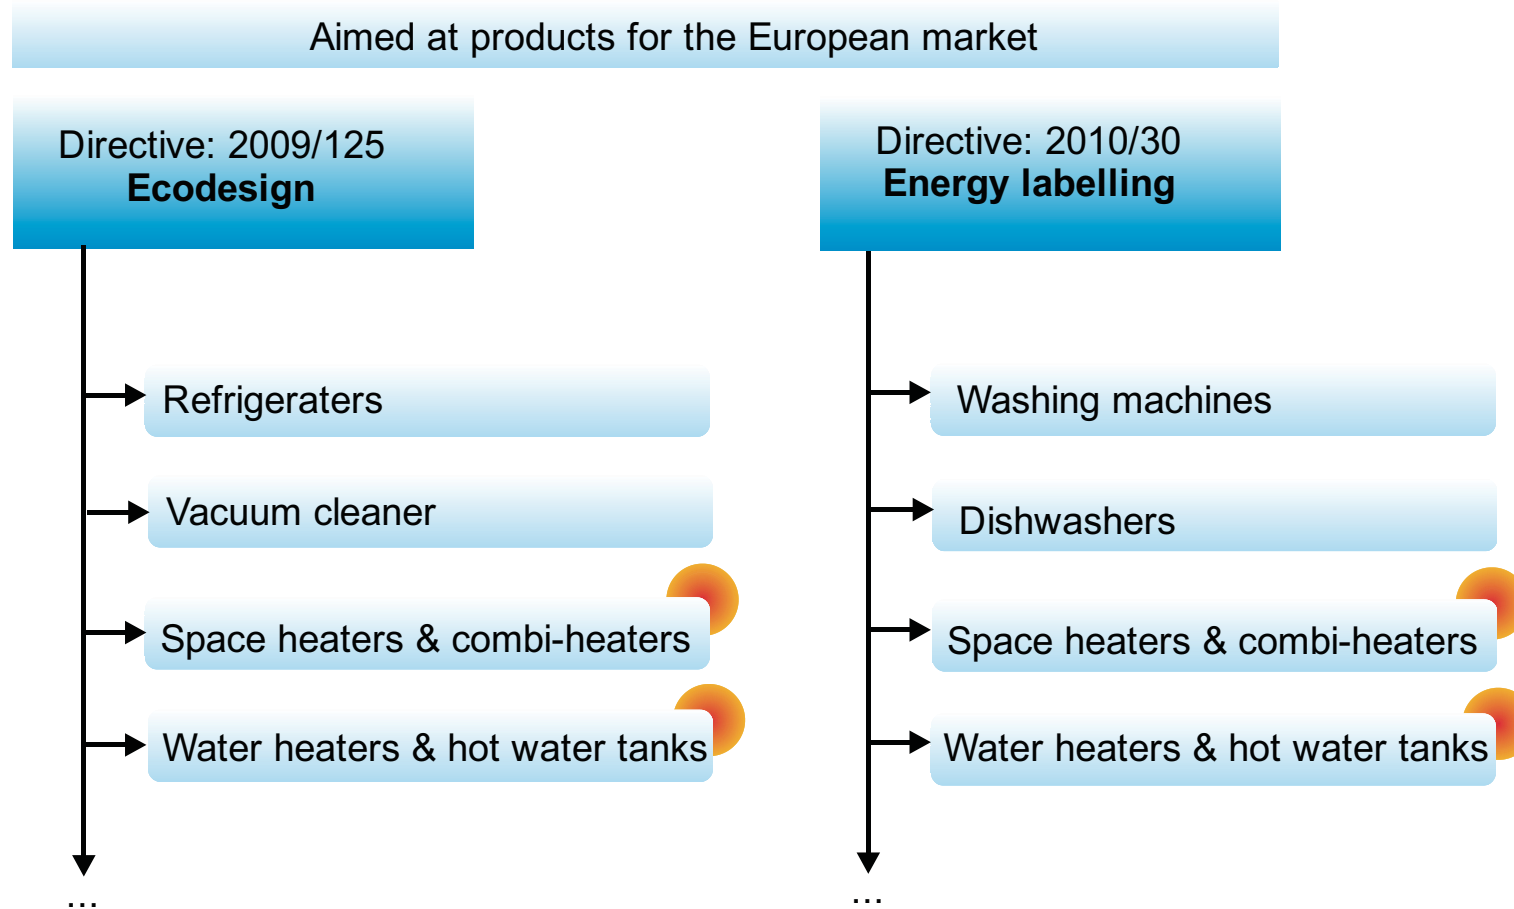 Aimed at products for the European market
Directive: 2009/125
Ecodesign
Refrigeraters
Vacuum cleaner
Space heaters & combi-heaters
Water heaters & hot water tanks
...
Directive: 2010/30
Energy labelling
Washing machines
Dishwashers
Space heaters & combi-heaters
Water heaters & hot water tanks
...